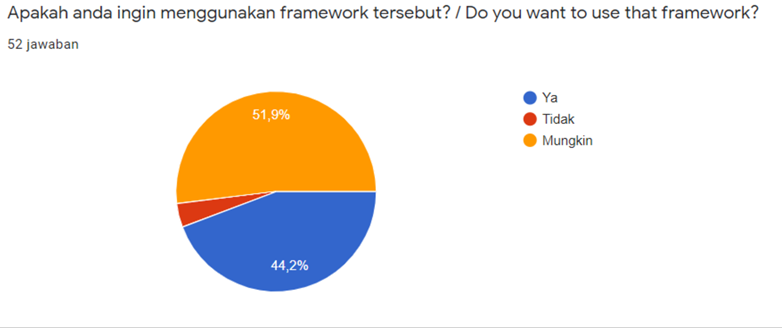 Apakah anda ingin menggunakan framework tersebut? / Do you want to use that framework?
52 jawaban
51,9%
44,2%
Ya
Tidak
Mungkin